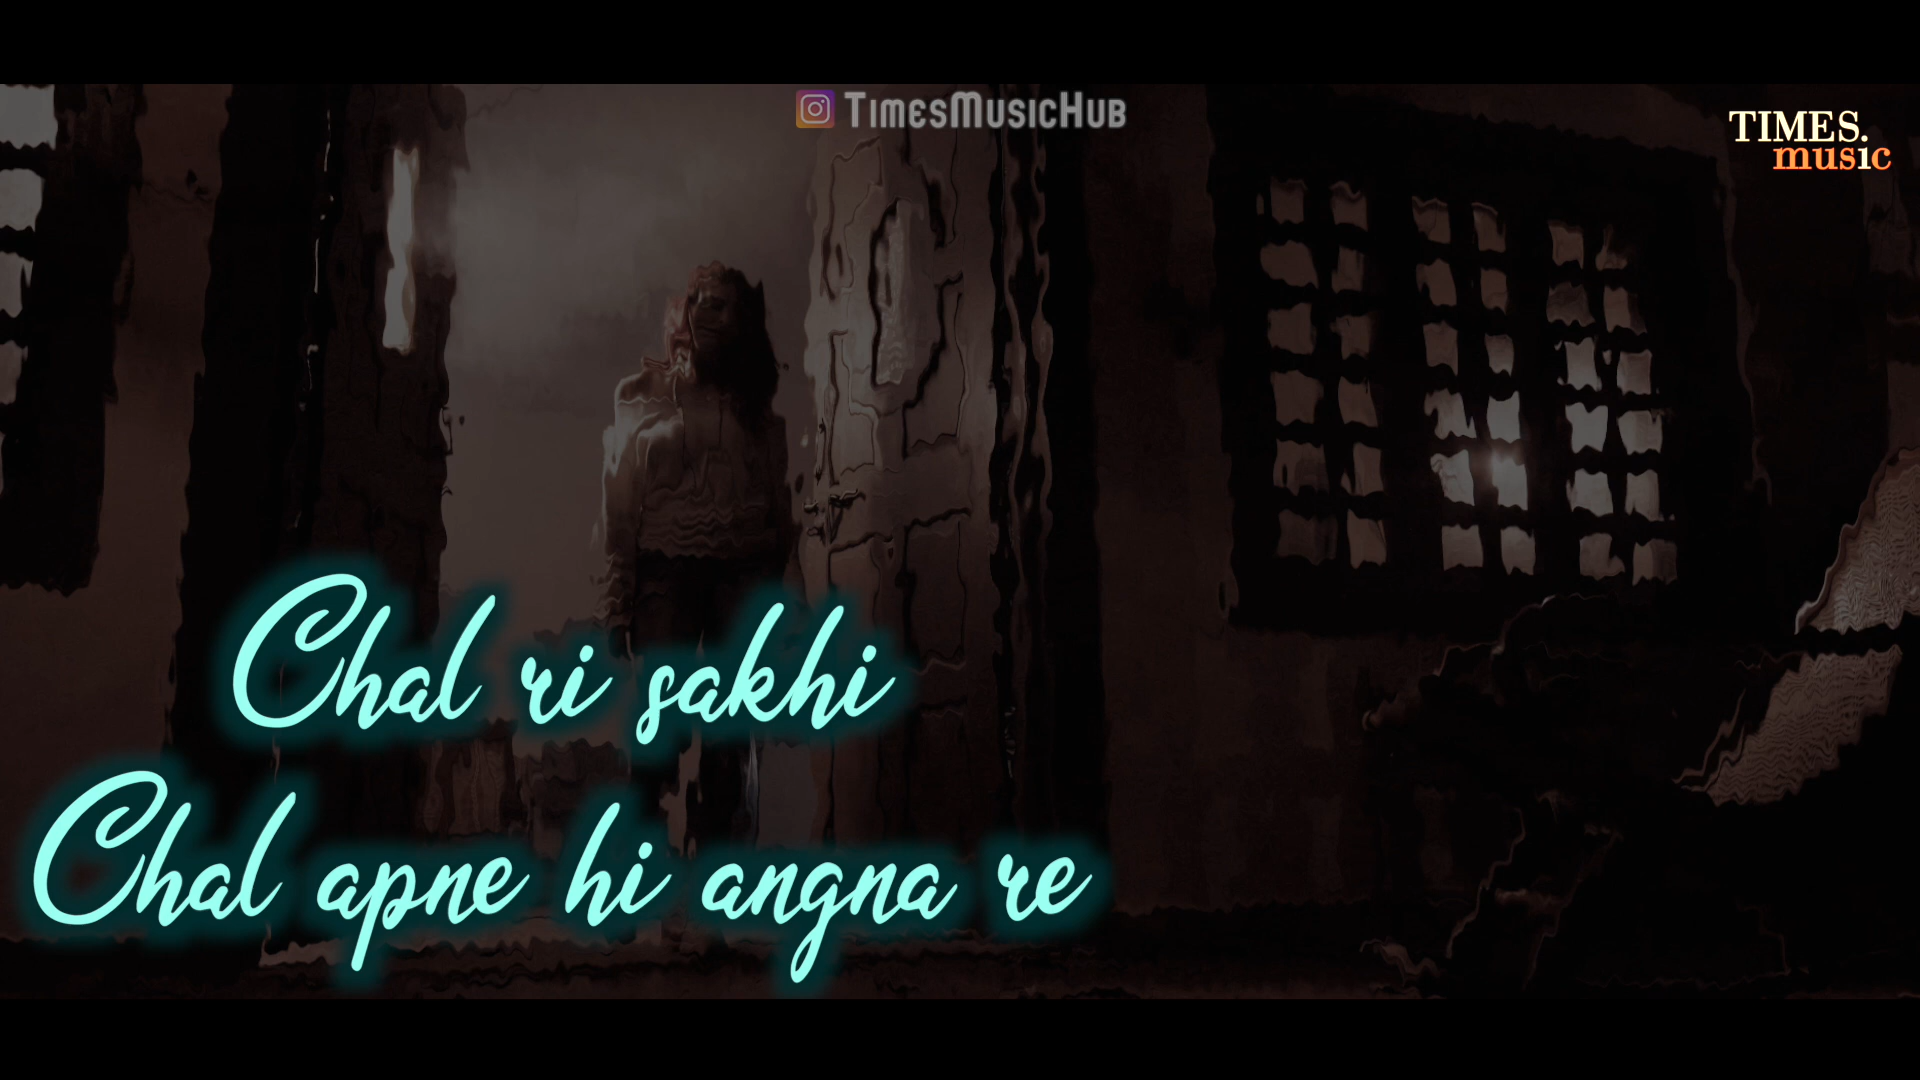 TimesMusicHub
TIMES.
music
Chal ri sakhi
Chal apne hi angna re